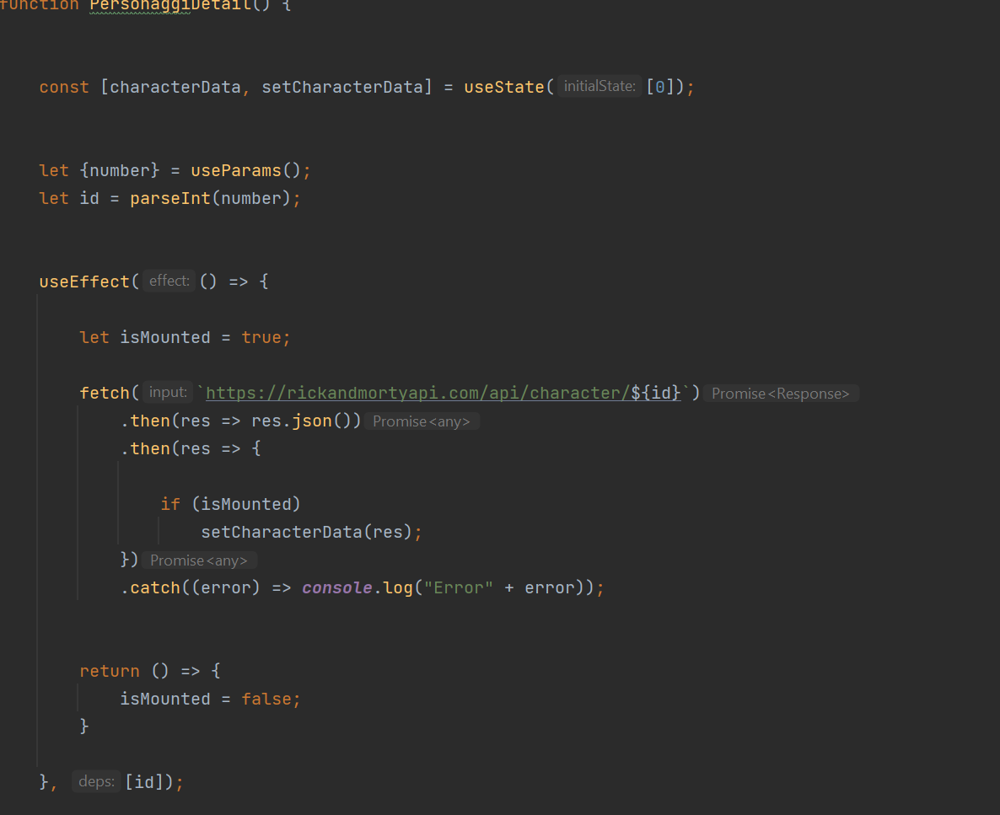 function PersonaggiDetail() {
const [characterData, setCharacterData] = useState( initialState: [0]);
let {number} = useParams();
let id = parseInt(number);
useEffect( effect: () => {
let isMounted = true;
fetch( input: `https://rickandmortyapi.com/api/character/${id}`) Promise<Response>
.then(res => res.json()) Promise<any>
.then(res => {
if (isMounted)
setCharacterData(res);
}) Promise<any>
.catch((error) => console.log("Error" + error));
return () => {
isMounted = false;
}
}, deps: [id]);